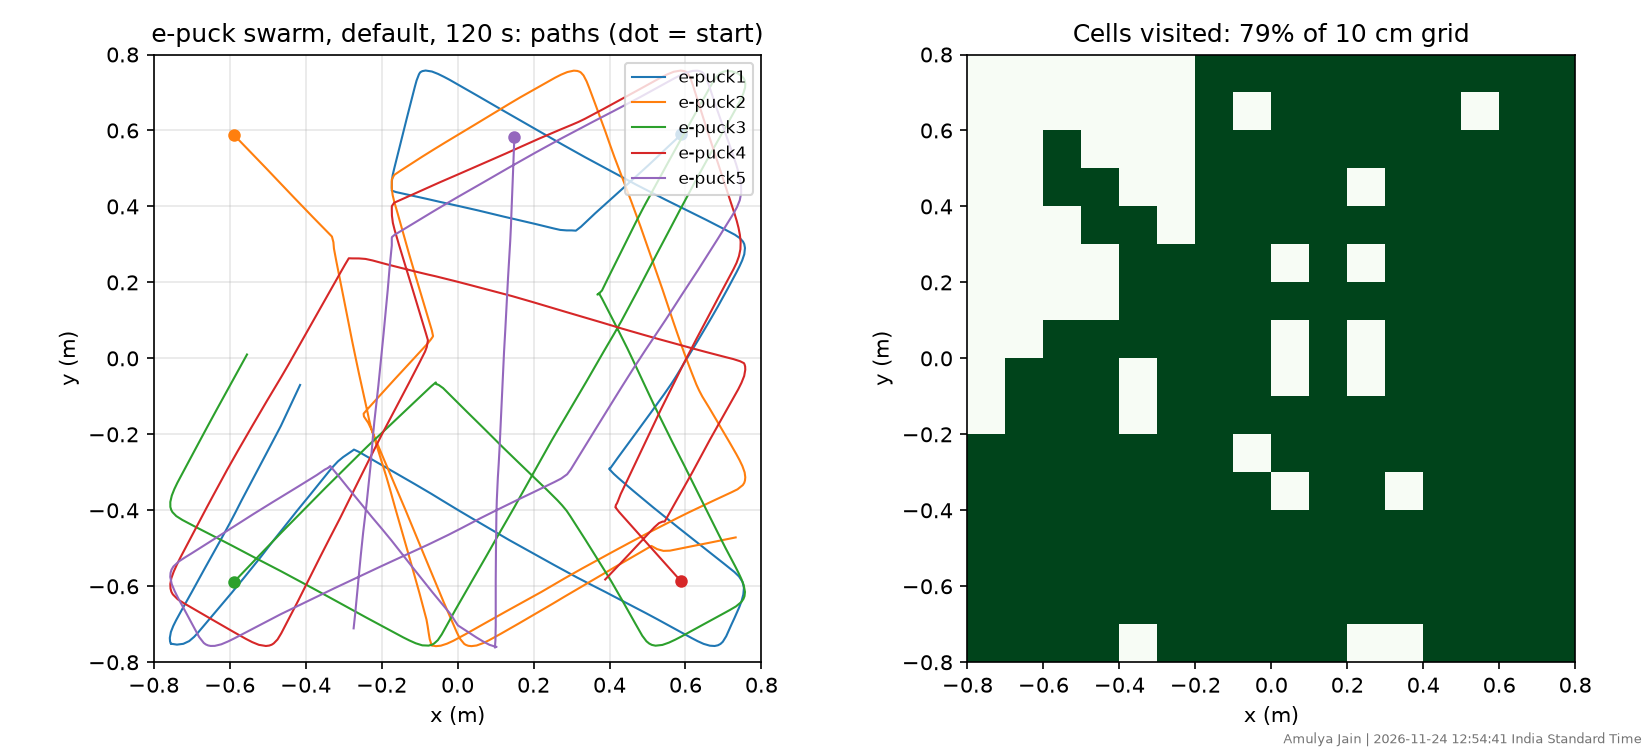 e-puck swarm, default, 120 s: paths (dot = start)
0.8
0.6
0.4
0.2
0.0
−0.2
−0.4
−0.6
−0.8
y (m)
−0.8 −0.6 −0.4 −0.2 0.0 0.2 0.4 0.6 0.8
x (m)
e-puck1
e-puck2
e-puck3
e-puck4
e-puck5
Cells visited: 79% of 10 cm grid
0.8
0.6
0.4
0.2
0.0
−0.2
−0.4
−0.6
−0.8
y (m)
−0.8 −0.6 −0.4 −0.2 0.0 0.2 0.4 0.6 0.8
x (m)
Amulya Jain | 2026-11-24 12:54:41 India Standard Time